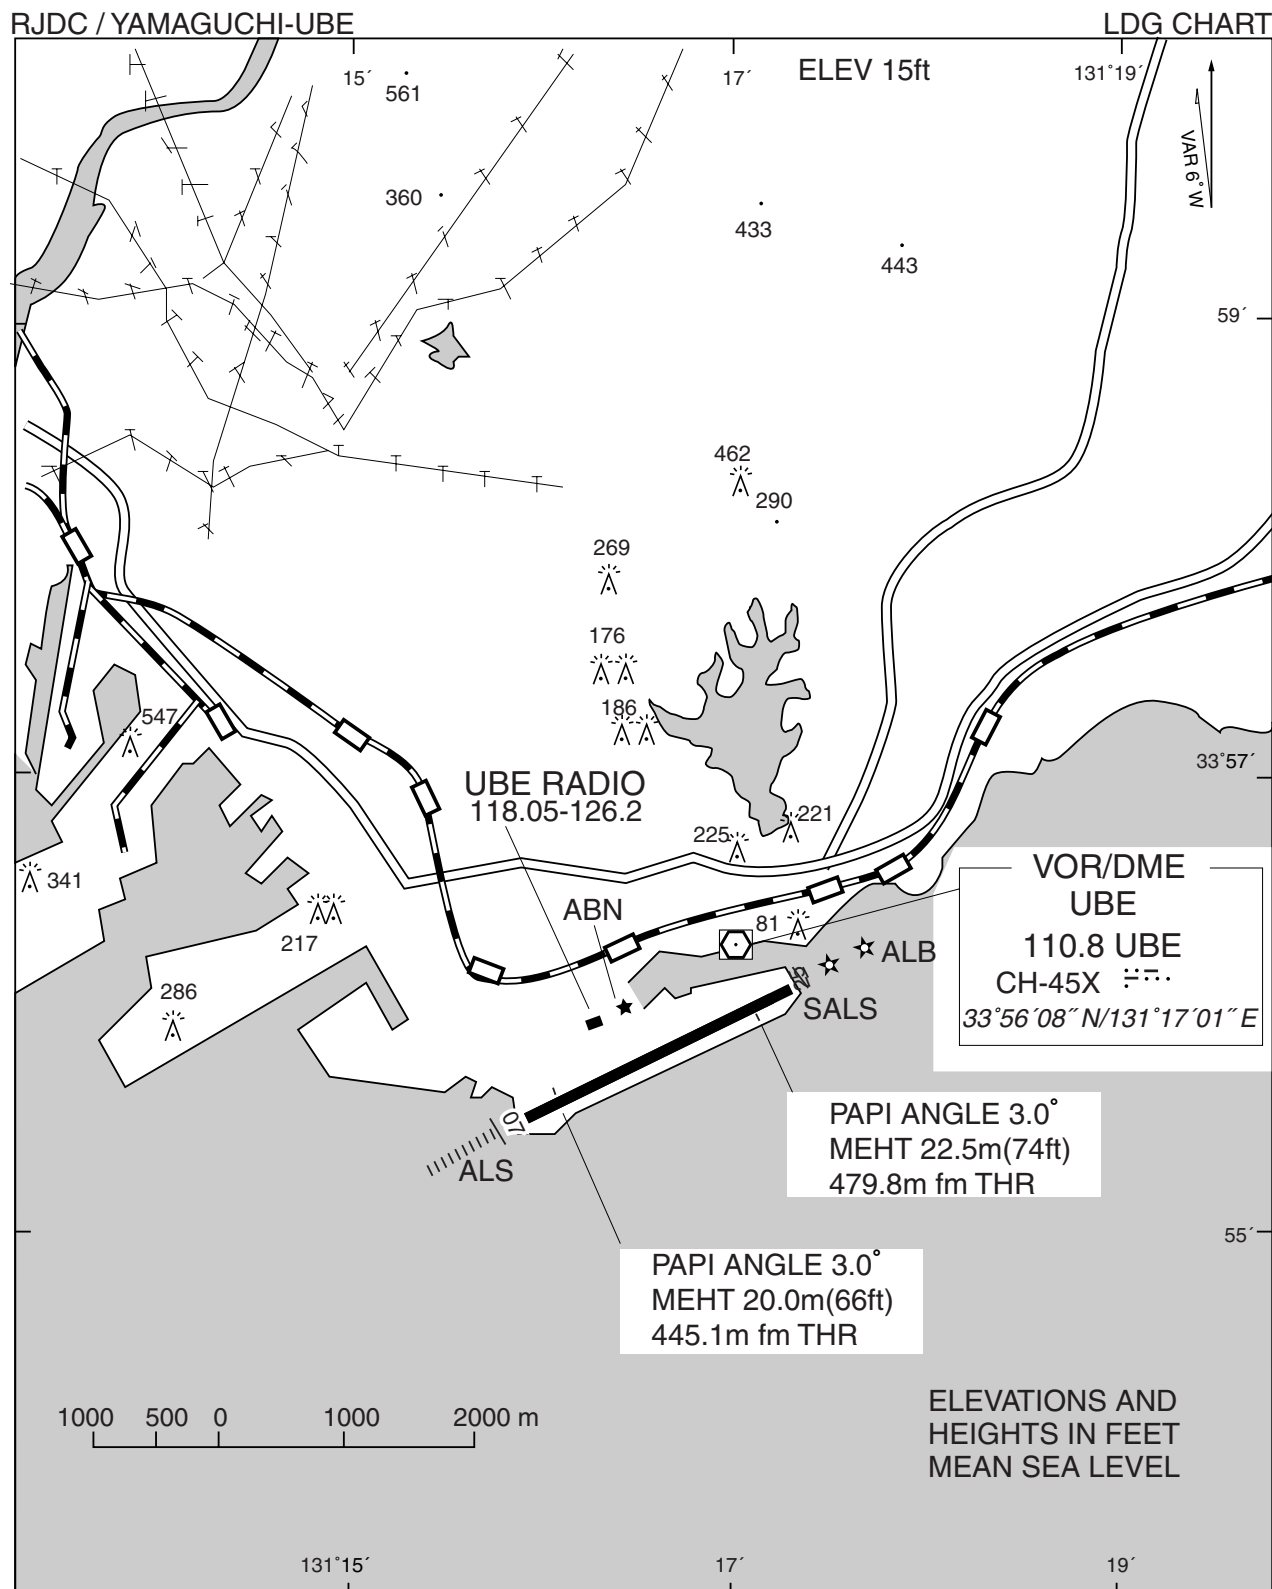 RJDC / YAMAGUCHI-UBE
LDG CHART
15´
17´
ELEV 15ft
131°19´
561
VAR 6° W
360
433
443
59´
462
290
269
176
186
547
33°57´
UBE RADIO
118.05-126.2
221
225
341
VOR/DME
UBE
110.8 UBE
CH-45X
33°56´08˝ N/131°17´01˝ E
ABN
81
217
ALB
286
25
SALS
07
ALS
PAPI ANGLE 3.0°
MEHT 22.5m(74ft)
479.8m fm THR
55´
PAPI ANGLE 3.0°
MEHT 20.0m(66ft)
445.1m fm THR
1000 500 0 1000 2000 m
ELEVATIONS AND
HEIGHTS IN FEET
MEAN SEA LEVEL
131°15´
17´
19´